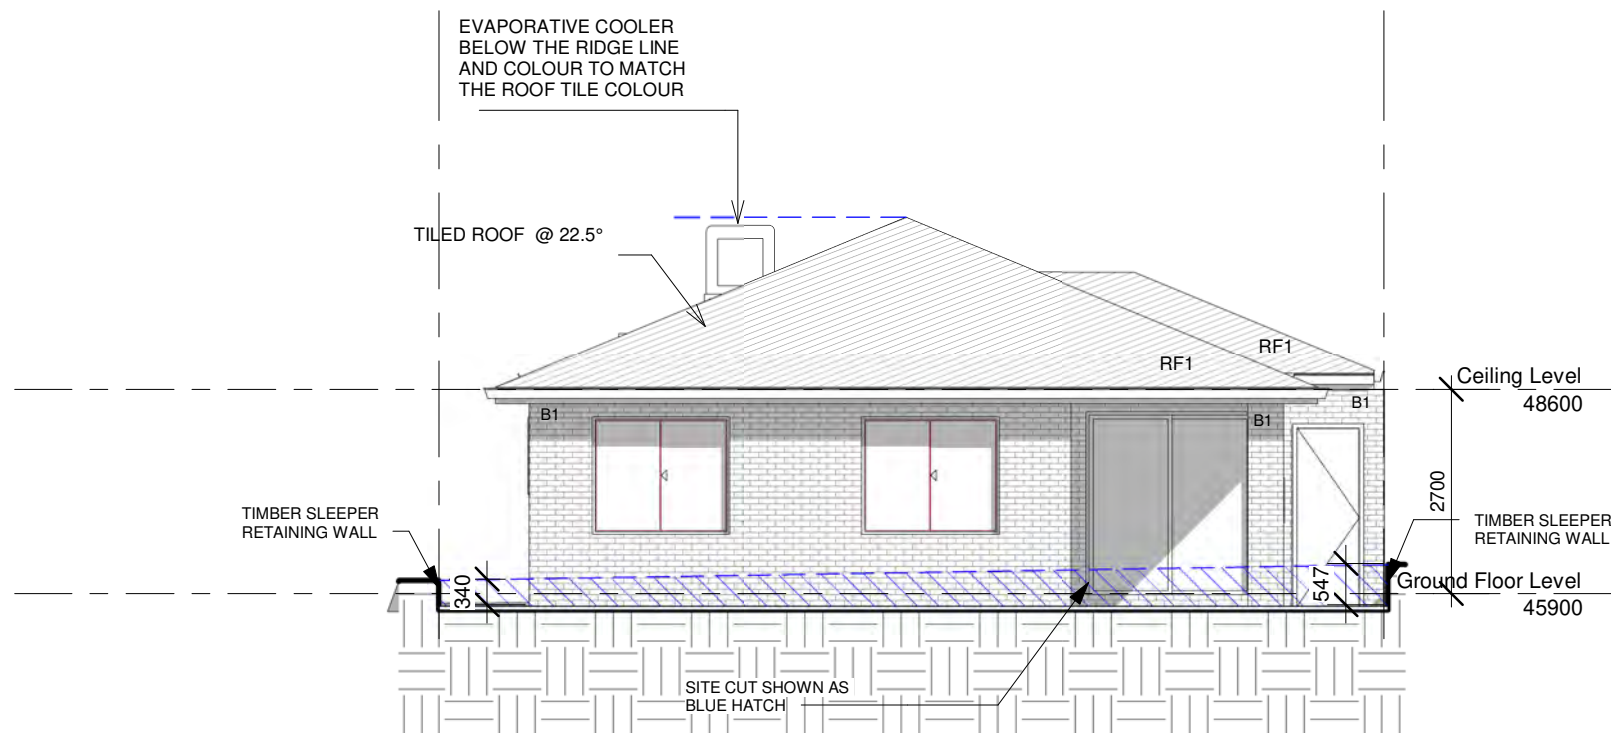 EVAPORATIVE COOLER
BELOW THE RIDGE LINE
AND COLOUR TO MATCH
THE ROOF TILE COLOUR
TILED ROOF @ 22.5°
RF1
RF1
Ceiling Level
48600
B1
B1
B1
2700
TIMBER SLEEPER
RETAINING WALL
TIMBER SLEEPER
RETAINING WALL
340
547
Ground Floor Level
45900
SITE CUT SHOWN AS
BLUE HATCH